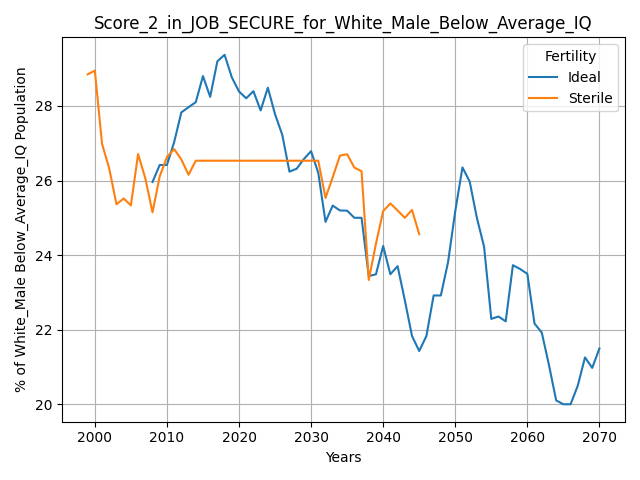 Score_2_in_JOB_SECURE_for_White_Male_Below_Average_IQ
% of White_Male Below_Average_IQ Population
28
26
24
22
20
Fertility
Ideal
Sterile
2000 2010 2020 2030 2040 2050 2060 2070
Years